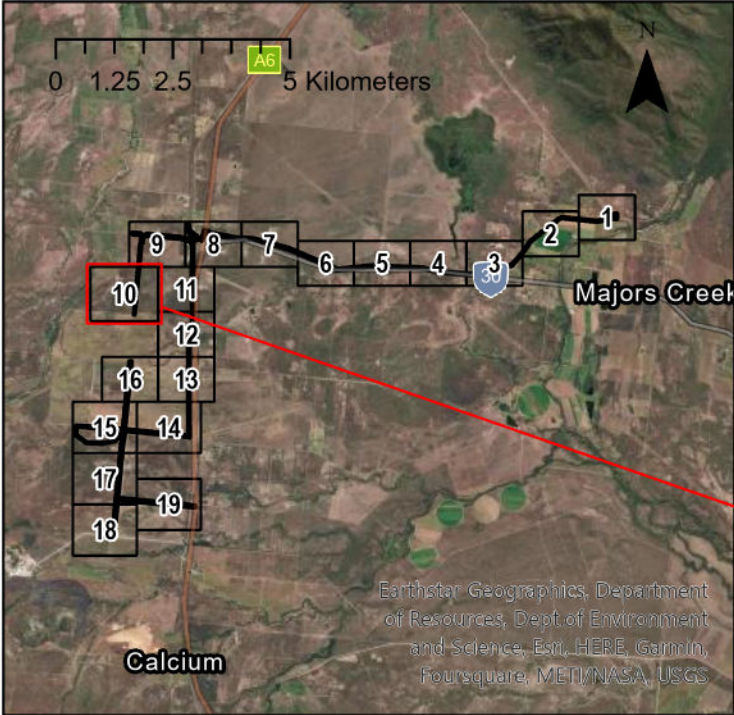 A6
N
0 1.25 2.5 5 Kilometers
1
2
9 8 7 6 5 4 3
30
10 11
Majors Creek
12
16 13
15 14
17
19
18
Earthstar Geographics, Department
of Resources, Dept of Environment
and Science, Esri, HERE, Garmin,
Foursquare, METI/NASA, USGS
Calcium